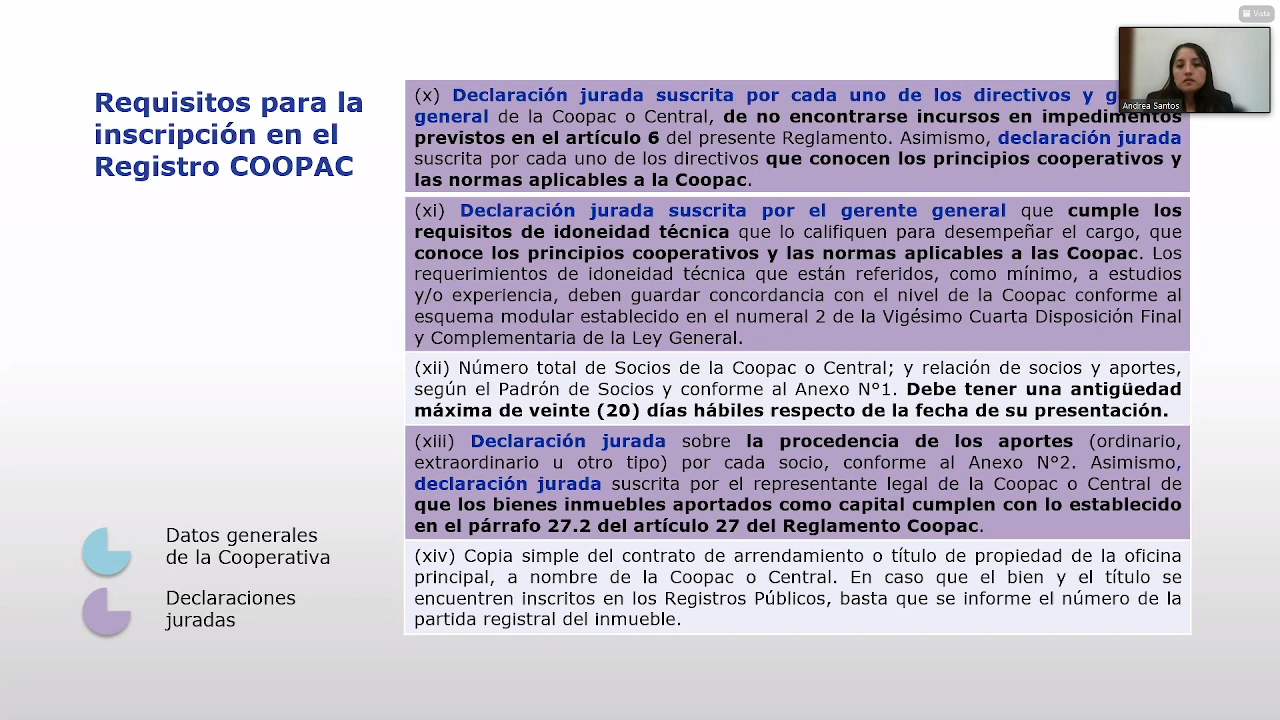 Vista
Andrea Santos
Requisitos para la
inscripción en el
Registro COOPAC
(x) Declaración jurada suscrita por cada uno de los directivos y
general de la Coopac o Central, de no encontrarse incursos en impedimentos
previstos en el artículo 6 del presente Reglamento. Asimismo, declaración jurada
suscrita por cada uno de los directivos que conocen los principios cooperativos y
las normas aplicables a la Coopac.
(xi) Declaración jurada suscrita por el gerente general que cumple los
requisitos de idoneidad técnica que lo califiquen para desempeñar el cargo, que
conoce los principios cooperativos y las normas aplicables a las Coopac. Los
requerimientos de idoneidad técnica que están referidos, como mínimo, a estudios
y/o experiencia, deben guardar concordancia con el nivel de la Coopac conforme al
esquema modular establecido en el numeral 2 de la Vigésimo Cuarta Disposición Final
y Complementaria de la Ley General.
(xii) Número total de Socios de la Coopac o Central; y relación de socios y aportes,
según el Padrón de Socios y conforme al Anexo N°1. Debe tener una antigüedad
máxima de veinte (20) días hábiles respecto de la fecha de su presentación.
(xiii) Declaración jurada sobre la procedencia de los aportes (ordinario,
extraordinario u otro tipo) por cada socio, conforme al Anexo N°2. Asimismo,
declaración jurada suscrita por el representante legal de la Coopac o Central de
que los bienes inmuebles aportados como capital cumplen con lo establecido
en el párrafo 27.2 del artículo 27 del Reglamento Coopac.
(xiv) Copia simple del contrato de arrendamiento o título de propiedad de la oficina
principal, a nombre de la Coopac o Central. En caso que el bien y el título se
encuentren inscritos en los Registros Públicos, basta que se informe el número de la
partida registral del inmueble.
Datos generales
de la Cooperativa
Declaraciones
juradas